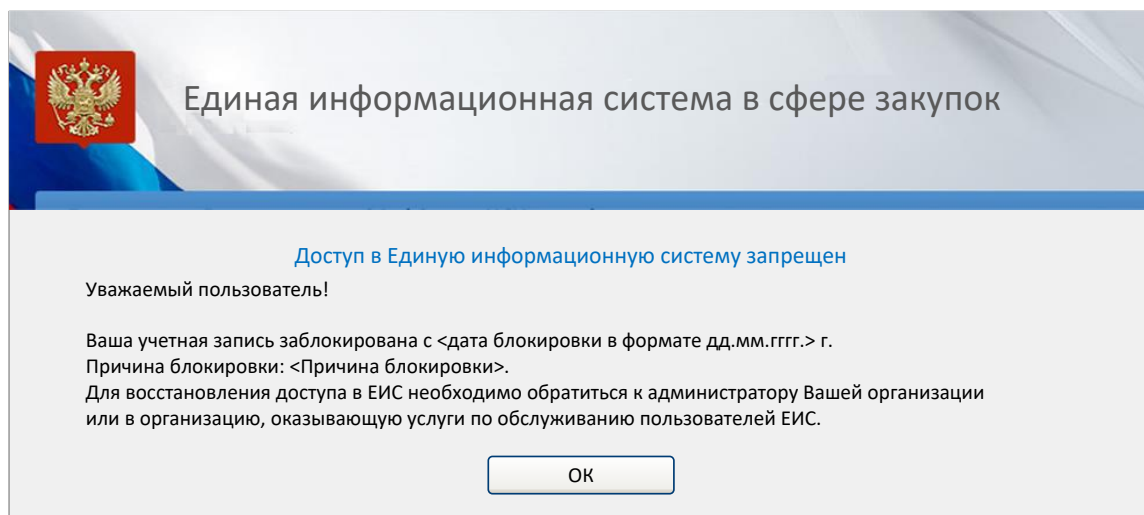 Единая информационная система в сфере закупок
Доступ в Единую информационную систему запрещен
Уважаемый пользователь!
Ваша учетная запись заблокирована с <дата блокировки в формате дд.мм.гггг.> г.
Причина блокировки: <Причина блокировки>.
Для восстановления доступа в ЕИС необходимо обратиться к администратору Вашей организации
или в организацию, оказывающую услуги по обслуживанию пользователей ЕИС.
ОК